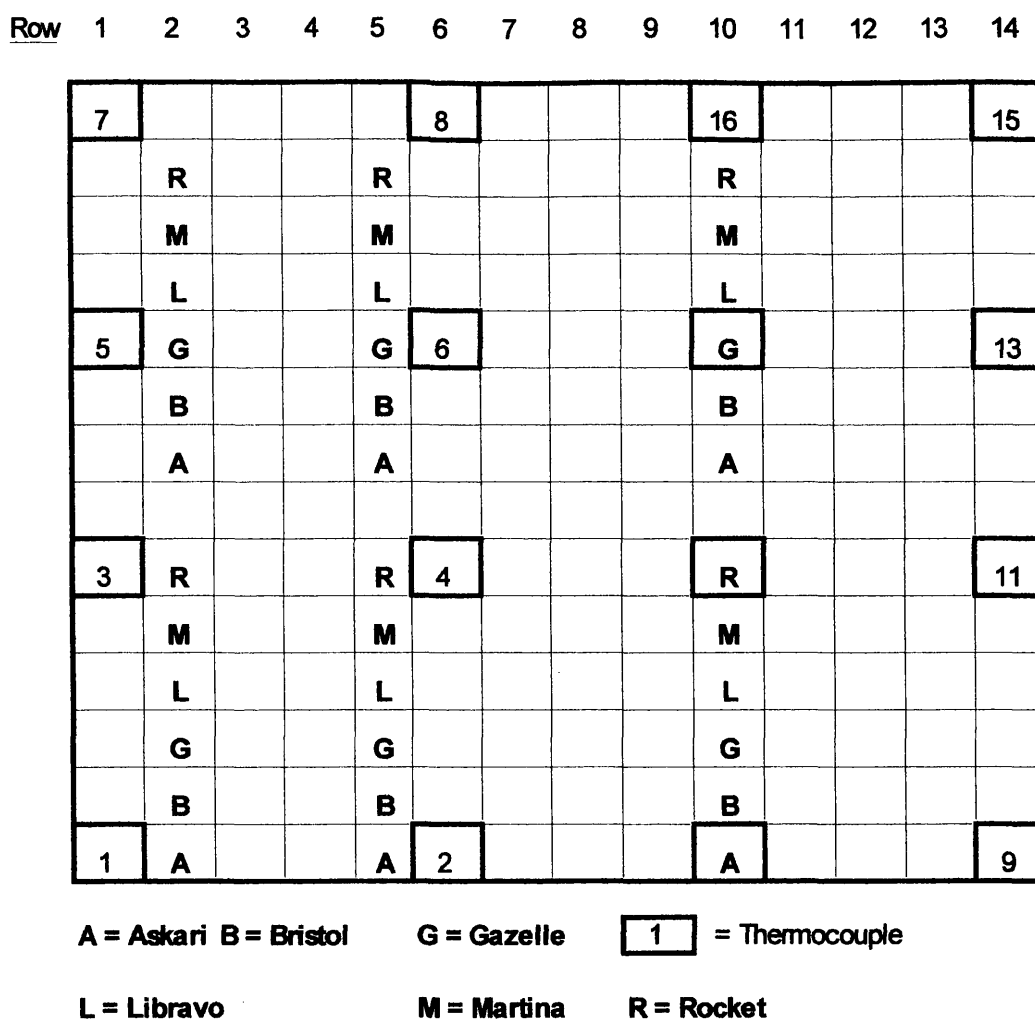 Row 1 2 3 4 5 6 7 8 9 10 11 12 13 14
7 8 16 15
R R R
M M M
L L L
5 G G 6 G 13
B B B
A A A
3 R R 4 R 11
M M M
L L L
G G G
B B B
1 A A 2 A 9
A = Askari B = Bristol G = Gazelle 1 = Thermocouple
L = Libravo M = Martina R = Rocket